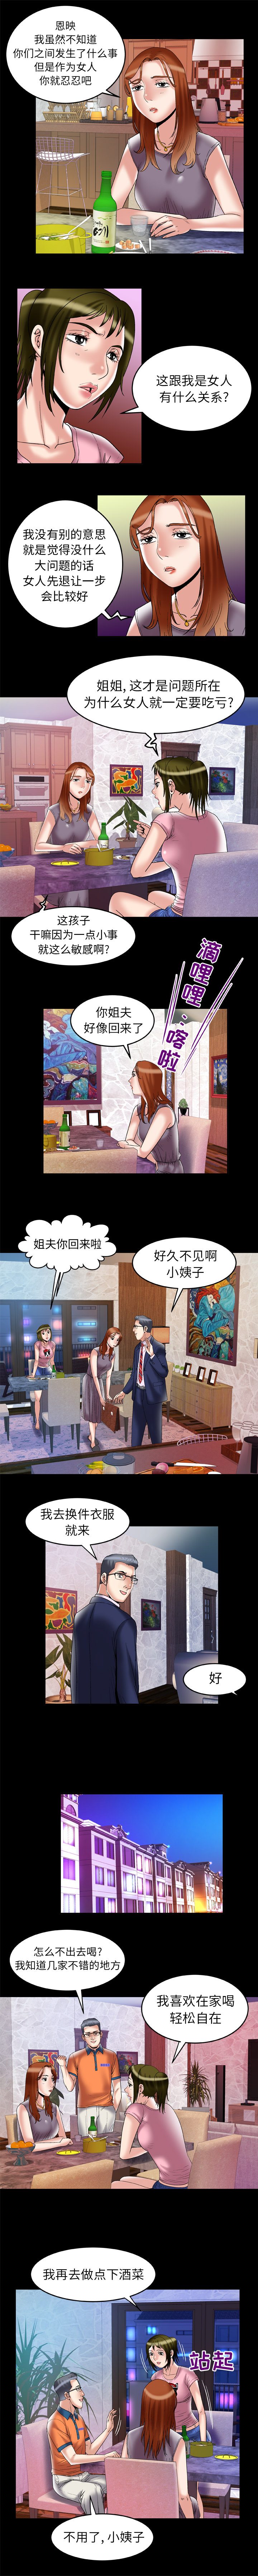 恩映
我虽然不知道
你们之间发生了什么事
但是作为女人
你就忍忍吧
这跟我是女人
有什么关系?
我没有别的意思
就是觉得没什么
大问题的话
女人先退让一步
会比较好
姐姐, 这才是问题所在
为什么女人就一定要吃亏?
这孩子
干嘛因为一点小事
就这么敏感啊?
滴哩哩~喀啦
你姐夫
好像回来了
姐夫你回来啦
好久不见啊
小姨子
我去换件衣服
就来
好
怎么不出去喝?
我知道几家不错的地方
我喜欢在家喝
轻松自在
我再去做点下酒菜
站起
不用了, 小姨子